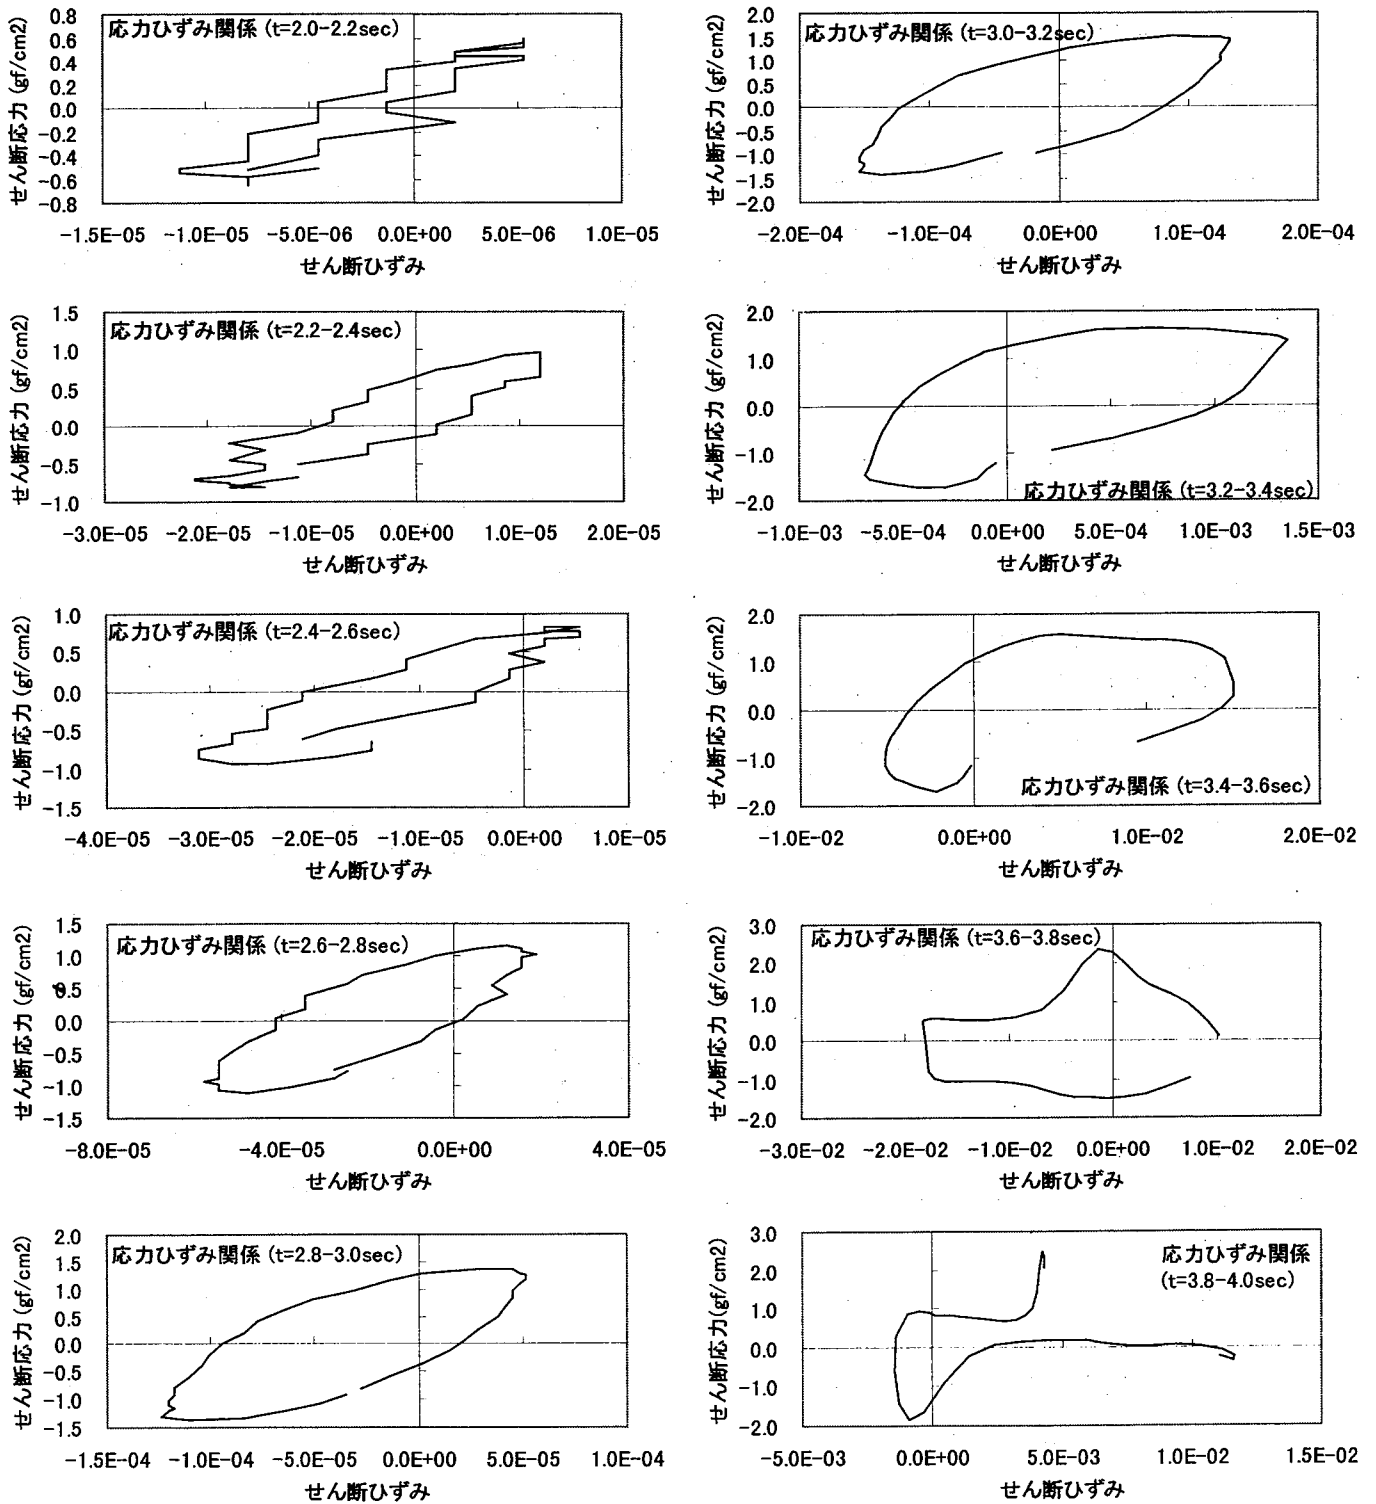 応力ひずみ関係 (t=2.0-2.2sec)
せん断応力 (gf/cm2)
0.8
0.6
0.4
0.2
0.0
-0.2
-0.4
-0.6
-0.8
-1.5E-05 -1.0E-05 -5.0E-06 0.0E+00 5.0E-06 1.0E-05
せん断ひずみ
応力ひずみ関係 (t=2.2-2.4sec)
せん断応力 (gf/cm2)
1.5
1.0
0.5
0.0
-0.5
-1.0
-3.0E-05 -2.0E-05 -1.0E-05 0.0E+00 1.0E-05 2.0E-05
せん断ひずみ
応力ひずみ関係 (t=2.4-2.6sec)
せん断応力 (gf/cm2)
1.0
0.5
0.0
-0.5
-1.0
-1.5
-4.0E-05 -3.0E-05 -2.0E-05 -1.0E-05 0.0E+00 1.0E-05
せん断ひずみ
応力ひずみ関係 (t=2.6-2.8sec)
せん断応力 (gf/cm2)
1.5
1.0
0.5
0.0
-0.5
-1.0
-1.5
-8.0E-05 -4.0E-05 0.0E+00 4.0E-05
せん断ひずみ
応力ひずみ関係 (t=2.8-3.0sec)
せん断応力 (gf/cm2)
2.0
1.5
1.0
0.5
0.0
-0.5
-1.0
-1.5
-1.5E-04 -1.0E-04 -5.0E-05 0.0E+00 5.0E-05 1.0E-04
せん断ひずみ
応力ひずみ関係 (t=3.0-3.2sec)
せん断応力 (gf/cm2)
2.0
1.5
1.0
0.5
0.0
-0.5
-1.0
-1.5
-2.0
-2.0E-04 -1.0E-04 0.0E+00 1.0E-04 2.0E-04
せん断ひずみ
せん断応力 (gf/cm2)
2.0
1.0
0.0
-1.0
-2.0
応力ひずみ関係 (t=3.2-3.4sec)
-1.0E-03 -5.0E-04 0.0E+00 5.0E-04 1.0E-03 1.5E-03
せん断ひずみ
せん断応力 (gf/cm2)
2.0
1.0
0.0
-1.0
-2.0
応力ひずみ関係 (t=3.4-3.6sec)
-1.0E-02 0.0E+00 1.0E-02 2.0E-02
せん断ひずみ
応力ひずみ関係 (t=3.6-3.8sec)
せん断応力 (gf/cm2)
3.0
2.0
1.0
0.0
-1.0
-2.0
-3.0E-02 -2.0E-02 -1.0E-02 0.0E+00 1.0E-02 2.0E-02
せん断ひずみ
応力ひずみ関係
(t=3.8-4.0sec)
せん断応力(gf/cm2)
3.0
2.0
1.0
0.0
-1.0
-2.0
-5.0E-03 0.0E+00 5.0E-03 1.0E-02 1.5E-02
せん断ひずみ